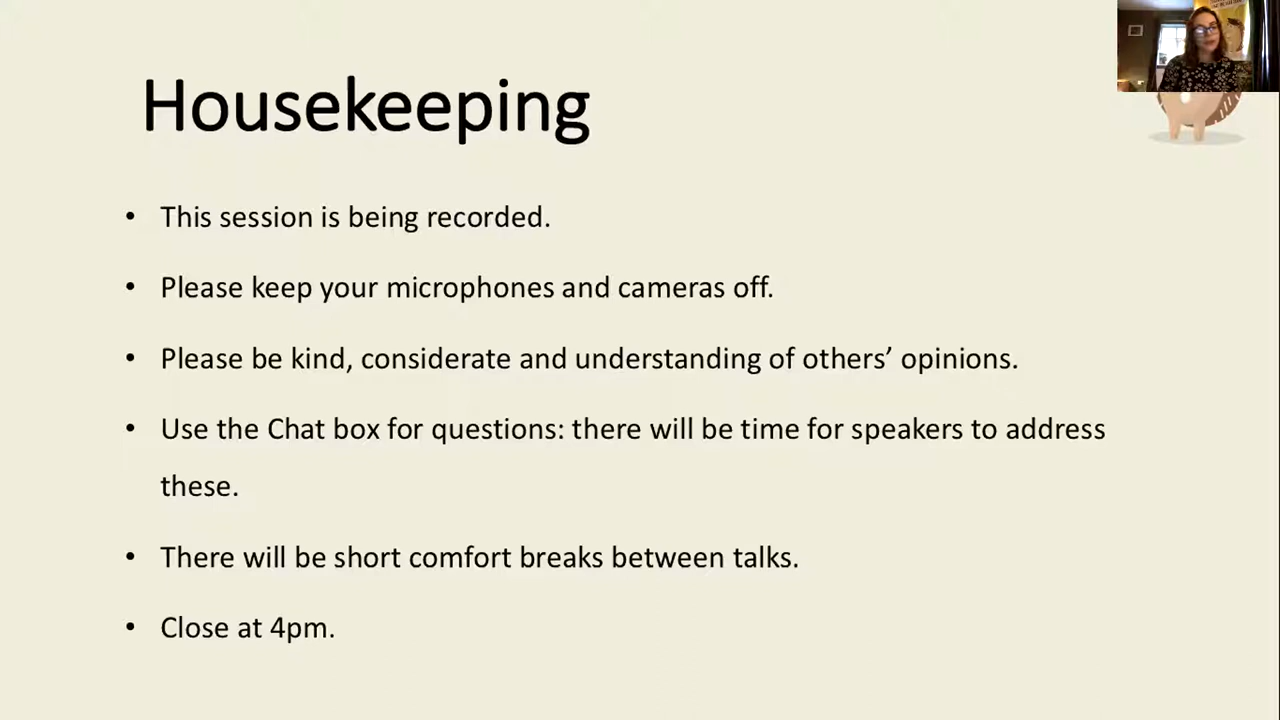 Housekeeping
• This session is being recorded.
• Please keep your microphones and cameras off.
• Please be kind, considerate and understanding of others’ opinions.
• Use the Chat box for questions: there will be time for speakers to address
these.
• There will be short comfort breaks between talks.
• Close at 4pm.